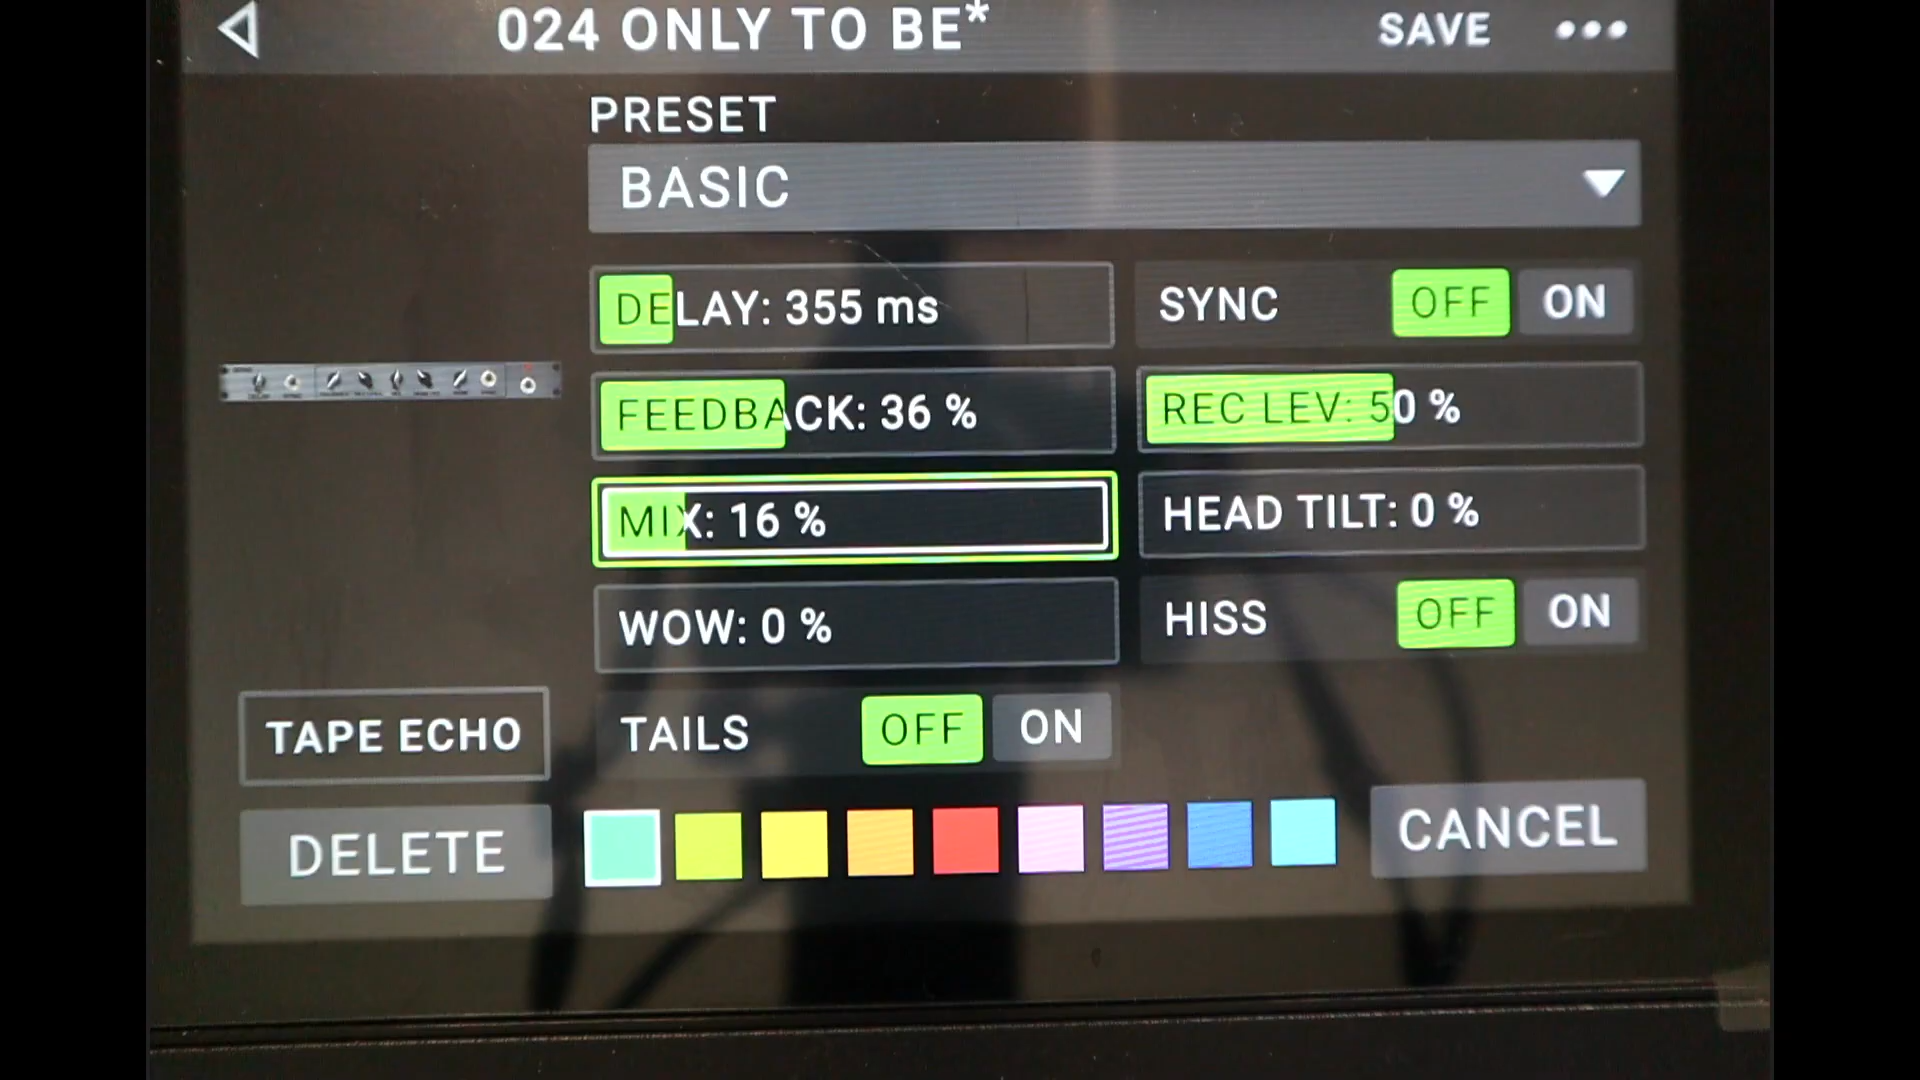 024 ONLY TO BE*
SAVE
PRESET
BASIC
DELAY: 355 ms
SYNC OFF ON
FEEDBACK: 36 %
REC LEV: 50 %
MIX: 16 %
HEAD TILT: 0 %
WOW: 0 %
HISS OFF ON
TAPE ECHO
TAILS OFF ON
DELETE
CANCEL